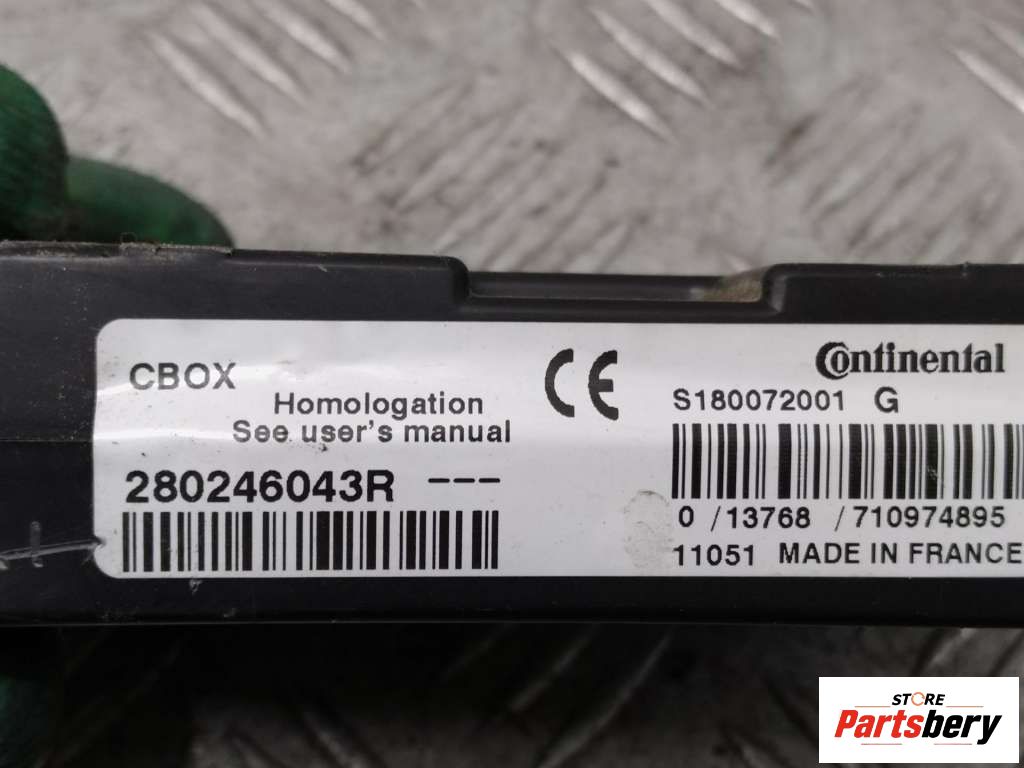 CBOX
Homologation
See user's manual
280246043R ---
CE
Continental
S180072001 G
0 /13768 /710974895
11051 MADE IN FRANCE
STORE
Partsbery